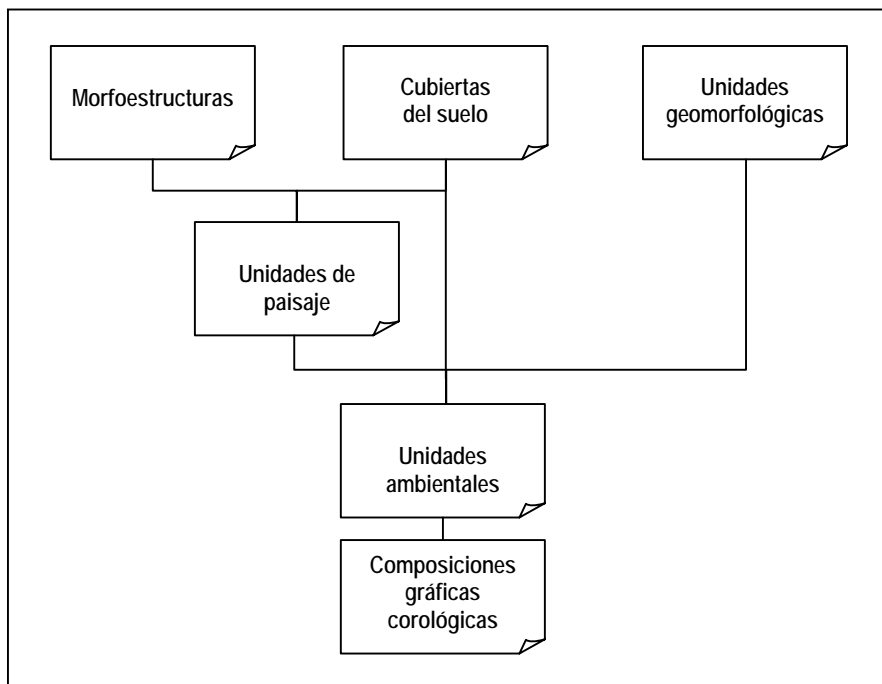 Morfoestructuras
Cubiertas
del suelo
Unidades
geomorfológicas
Unidades de
paisaje
Unidades
ambientales
Composiciones
gráficas
corológicas